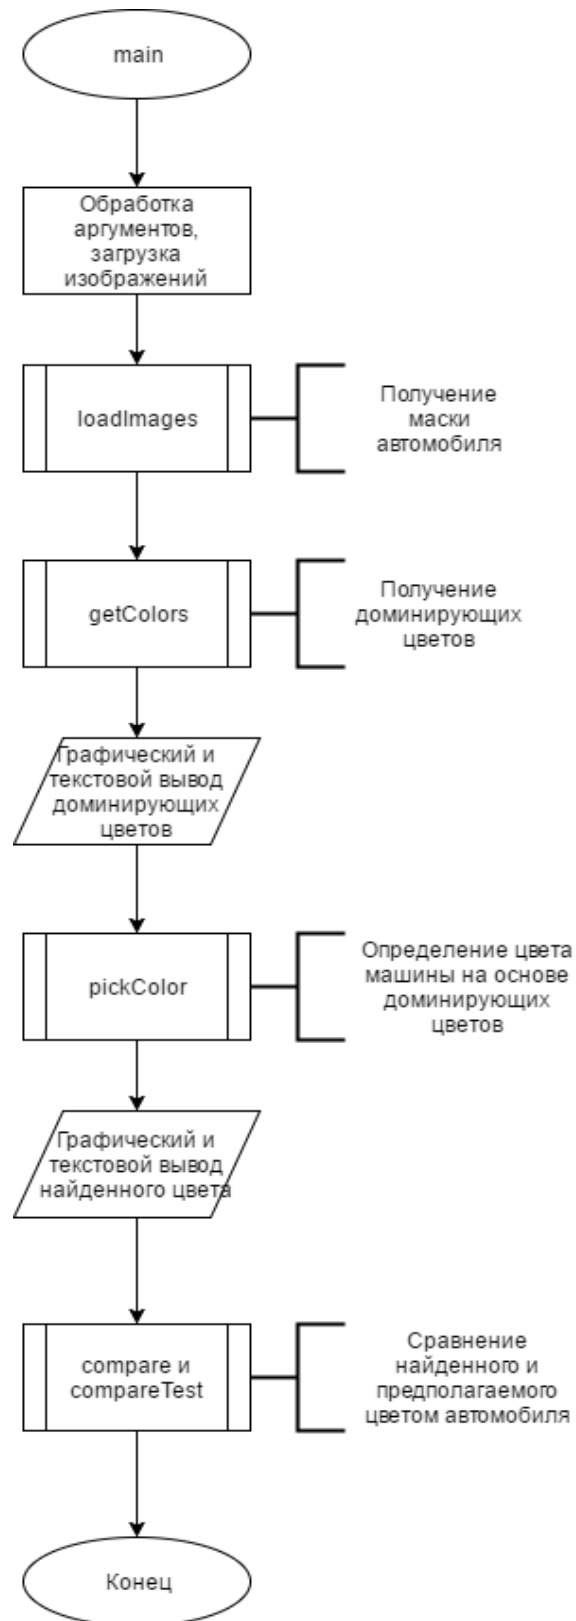 main
Обработка
аргументов,
загрузка
изображений
loadImages
Получение
маски
автомобиля
getColors
Получение
доминирующих
цветов
Графический и
текстовой вывод
доминирующих
цветов
pickColor
Определение цвета
машины на основе
доминирующих
цветов
Графический и
текстовой вывод
найденного цвета
compare и
compareTest
Сравнение
найденного и
предполагаемого
цветом автомобиля
Конец